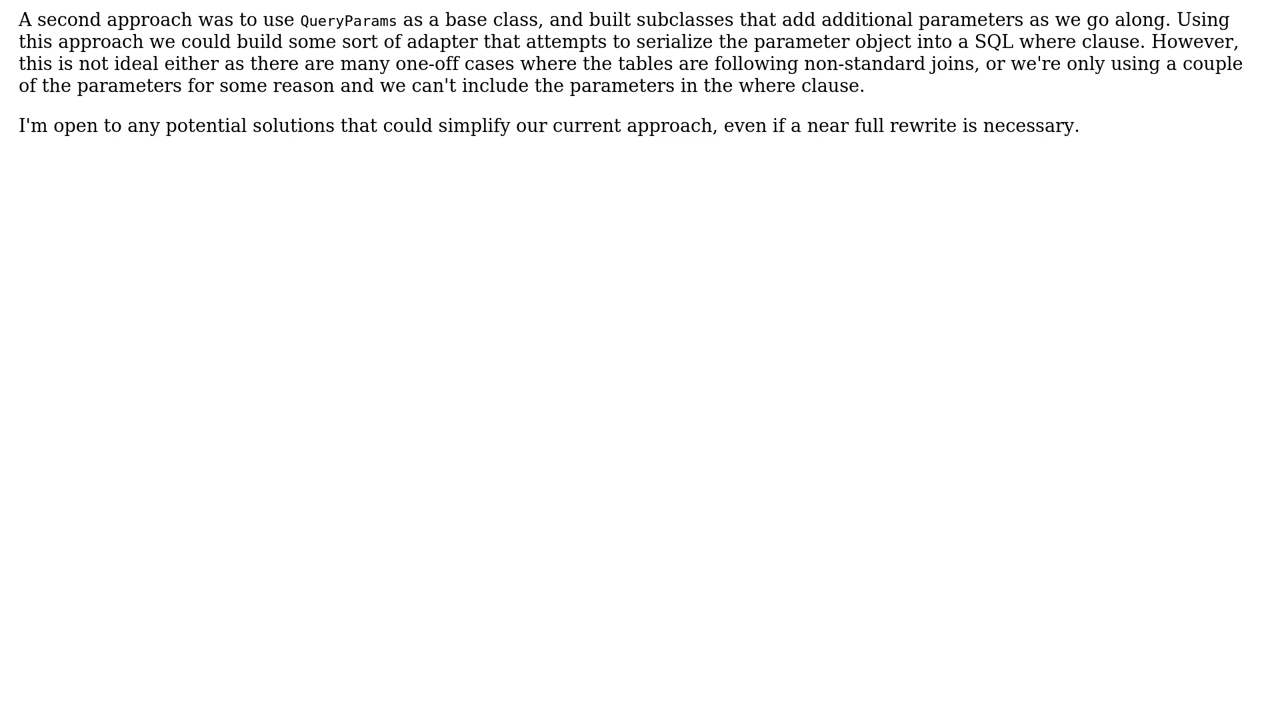 A second approach was to use QueryParams as a base class, and built subclasses that add additional parameters as we go along. Using
this approach we could build some sort of adapter that attempts to serialize the parameter object into a SQL where clause. However,
this is not ideal either as there are many one-off cases where the tables are following non-standard joins, or we're only using a couple
of the parameters for some reason and we can't include the parameters in the where clause.
I'm open to any potential solutions that could simplify our current approach, even if a near full rewrite is necessary.